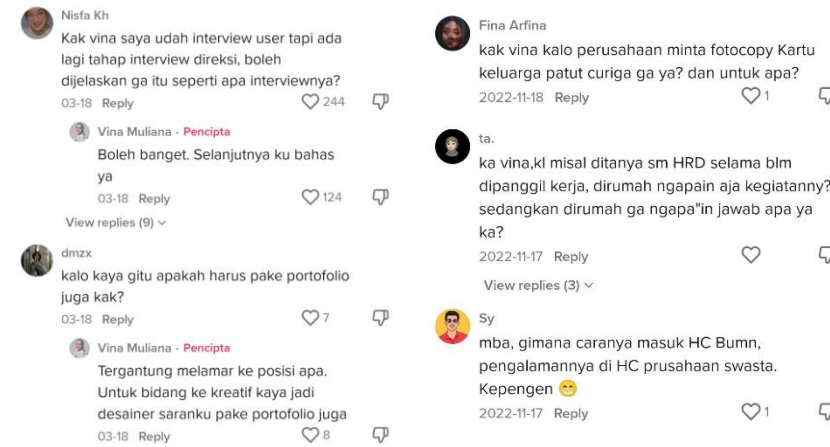 Nisfa Kh
Kak vina saya udah interview user tapi ada
lagi tahap interview direksi, boleh
dijelaskan ga itu seperti apa interviewnya?
03-18 Reply 244
Vina Muliana · Pencipta
Boleh banget. Selanjutnya ku bahas
ya
03-18 Reply 124
View replies (9)
dmzx
kalo kaya gitu apakah harus pake portofolio
juga kak?
03-18 Reply 7
Vina Muliana · Pencipta
Tergantung melamar ke posisi apa.
Untuk bidang ke kreatif kaya jadi
desainer saranku pake portofolio juga
03-18 Reply 8
Fina Arfina
kak vina kalo perusahaan minta fotocopy Kartu
keluarga patut curiga ga ya? dan untuk apa?
2022-11-18 Reply 1
ta.
ka vina,kl misal ditanya sm HRD selama blm
dipanggil kerja, dirumah ngapain aja kegiatanny?
sedangkan dirumah ga ngapa"in jawab apa ya
ka?
2022-11-17 Reply
View replies (3)
Sy
mba, gimana caranya masuk HC Bumn,
pengalamannya di HC prusahaan swasta.
Kepengen 😁
2022-11-17 Reply 1